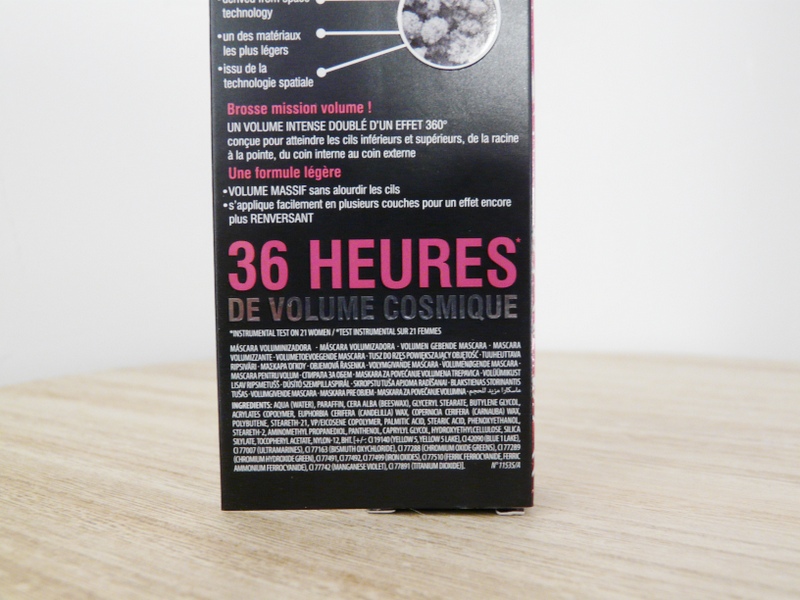 •derived from space
technology
•un des matériaux
les plus légers
•issu de la
technologie spatiale
Brosse mission volume !
UN VOLUME INTENSE DOUBLÉ D'UN EFFET 360°
conçue pour atteindre les cils inférieurs et supérieurs, de la racine
à la pointe, du coin interne au coin externe
Une formule légère
•VOLUME MASSIF sans alourdir les cils
•s'applique facilement en plusieurs couches pour un effet encore
plus RENVERSANT
36 HEURES*
DE VOLUME COSMIQUE
*INSTRUMENTAL TEST ON 21 WOMEN / *TEST INSTRUMENTAL SUR 21 FEMMES
MÁSCARA VOLUMINIZADORA - MÁSCARA VOLUMIZADORA - VOLUMEN GEBENDE MASCARA - MASCARA
VOLUMIZZANTE - VOLUMETOEVOEGENDE MASCARA - TUSZ DO RZĘS POWIĘKSZAJĄCY OBJĘTOŚĆ - TUUHEUTTAVA
RIPSIVÄRI - ΜΑΣΚΑΡΑ ΌΓΚΟΥ - OBJEMOVÁ ŘASENKA - VOLYMGIVANDE MASCARA - VOLUMENØGENDE MASCARA -
MASCARA PENTRU VOLUM - СПИРАЛА ЗА ОБЕМ - MASKARA ZA POVEĆANJE VOLUMENA TREPAVICA - VOLÜÜMIKUST
LISAV RIPSMETUŠŠ - DÚSÍTÓ SZEMPILLASPIRÁL - SKROPSTU TUŠA APJOMA RADĪŠANAI - BLAKSTIENAS STORINANTIS
TUŠAS - VOLUMGIVENDE MASCARA - MASKARA PRE OBJEM - MASKARA ZA POVEČANJE VOLUMNA - ماسكارا مزيد الحجم
INGREDIENTS: AQUA (WATER), PARAFFIN, CERA ALBA (BEESWAX), GLYCERYL STEARATE, BUTYLENE GLYCOL,
ACRYLATES COPOLYMER, EUPHORBIA CERIFERA (CANDELILLA) WAX, COPERNICIA CERIFERA (CARNAUBA) WAX,
POLYBUTENE, STEARETH-21, VP/EICOSENE COPOLYMER, PALMITIC ACID, STEARIC ACID, PHENOXYETHANOL,
STEARETH-2, AMINOMETHYL PROPANEDIOL, PANTHENOL, CAPRYLYL GLYCOL, HYDROXYETHYLCELLULOSE, SILICA
SILYLATE, TOCOPHERYL ACETATE, NYLON-12, BHT. [+/-: CI 19140 (YELLOW 5, YELLOW 5 LAKE), CI 42090 (BLUE 1 LAKE),
CI 77007 (ULTRAMARINES), CI 77163 (BISMUTH OXYCHLORIDE), CI 77288 (CHROMIUM OXIDE GREENS), CI 77289
(CHROMIUM HYDROXIDE GREEN), CI 77491, CI 77492, CI 77499 (IRON OXIDES), CI 77510 (FERRIC FERROCYANIDE, FERRIC
AMMONIUM FERROCYANIDE), CI 77742 (MANGANESE VIOLET), CI 77891 (TITANIUM DIOXIDE)]. N° 1153S/A